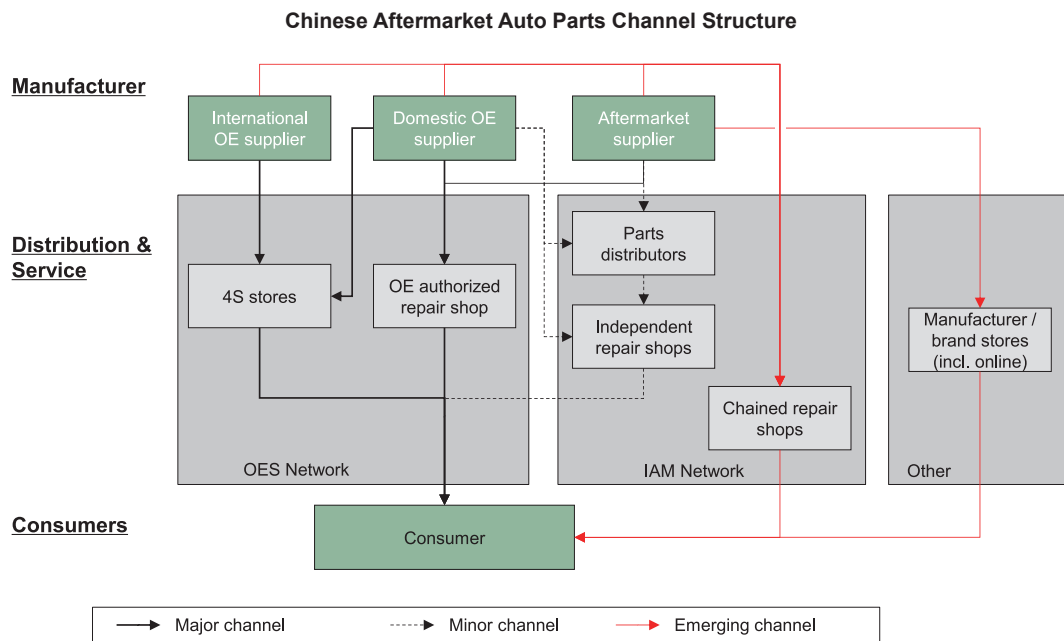 Chinese Aftermarket Auto Parts Channel Structure
Manufacturer
International
OE supplier
Domestic OE
supplier
Aftermarket
supplier
Distribution &
Service
4S stores
OE authorized
repair shop
Parts
distributors
Independent
repair shops
Chained repair
shops
Manufacturer /
brand stores
(incl. online)
OES Network
IAM Network
Other
Consumers
Consumer
Major channel
Minor channel
Emerging channel